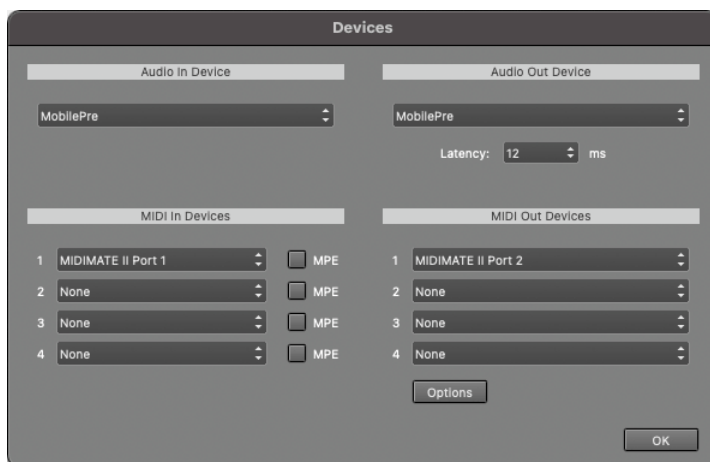 Devices
Audio In Device
MobilePre
Audio Out Device
MobilePre
Latency: 12 ms
MIDI In Devices
1 MIDIMATE II Port 1 MPE
2 None MPE
3 None MPE
4 None MPE
MIDI Out Devices
1 MIDIMATE II Port 2
2 None
3 None
4 None
Options
OK